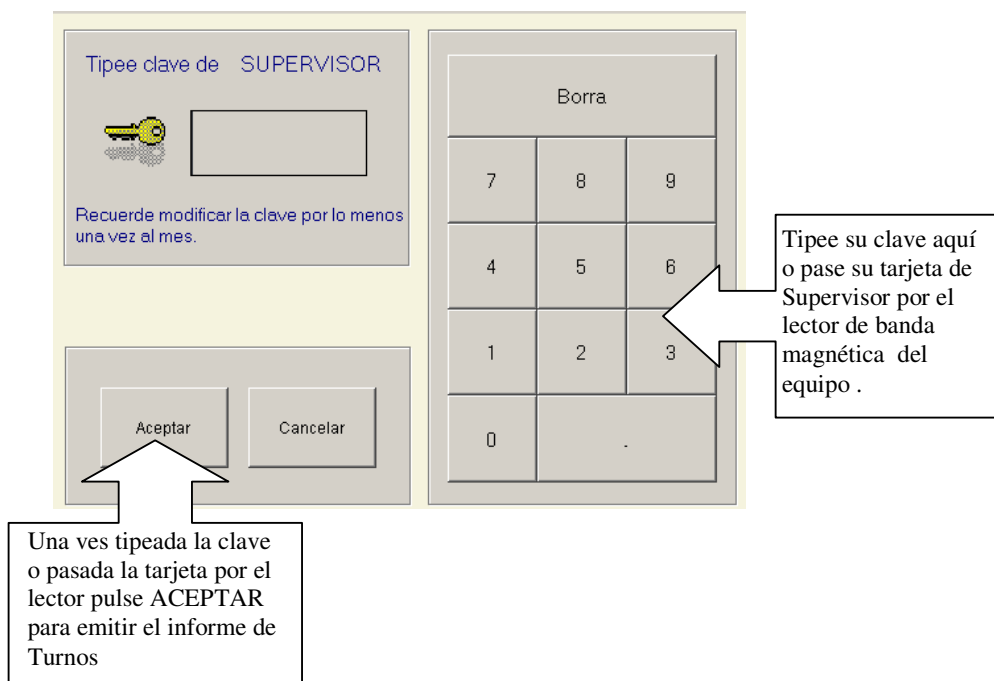 Tipee clave de SUPERVISOR
Recuerde modificar la clave por lo menos
una vez al mes.
Borra
7 8 9
4 5 6
1 2 3
0 .
Tipee su clave aquí
o pase su tarjeta de
Supervisor por el
lector de banda
magnética del
equipo .
Aceptar Cancelar
Una ves tipeada la clave
o pasada la tarjeta por el
lector pulse ACEPTAR
para emitir el informe de
Turnos